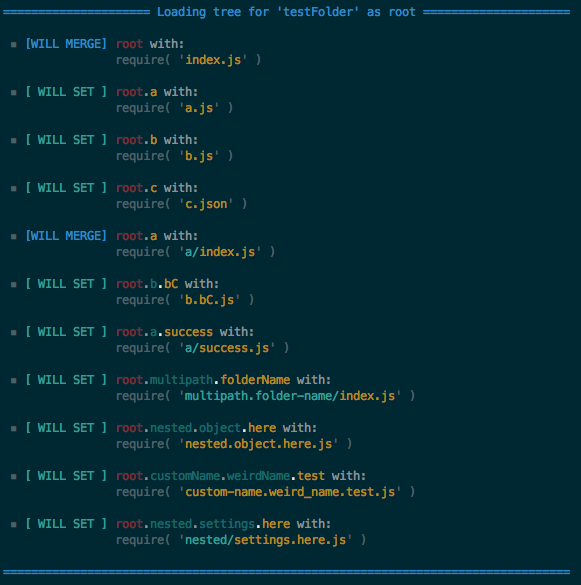 Loading tree for 'testFolder' as root
[WILL MERGE] root with:
require( 'index.js' )
[ WILL SET ] root.a with:
require( 'a.js' )
[ WILL SET ] root.b with:
require( 'b.js' )
[ WILL SET ] root.c with:
require( 'c.json' )
[WILL MERGE] root.a with:
require( 'a/index.js' )
[ WILL SET ] root.b.bC with:
require( 'b.bC.js' )
[ WILL SET ] root.a.success with:
require( 'a/success.js' )
[ WILL SET ] root.multipath.folderName with:
require( 'multipath.folder-name/index.js' )
[ WILL SET ] root.nested.object.here with:
require( 'nested.object.here.js' )
[ WILL SET ] root.customName.weirdName.test with:
require( 'custom-name.weird_name.test.js' )
[ WILL SET ] root.nested.settings.here with:
require( 'nested/settings.here.js' )